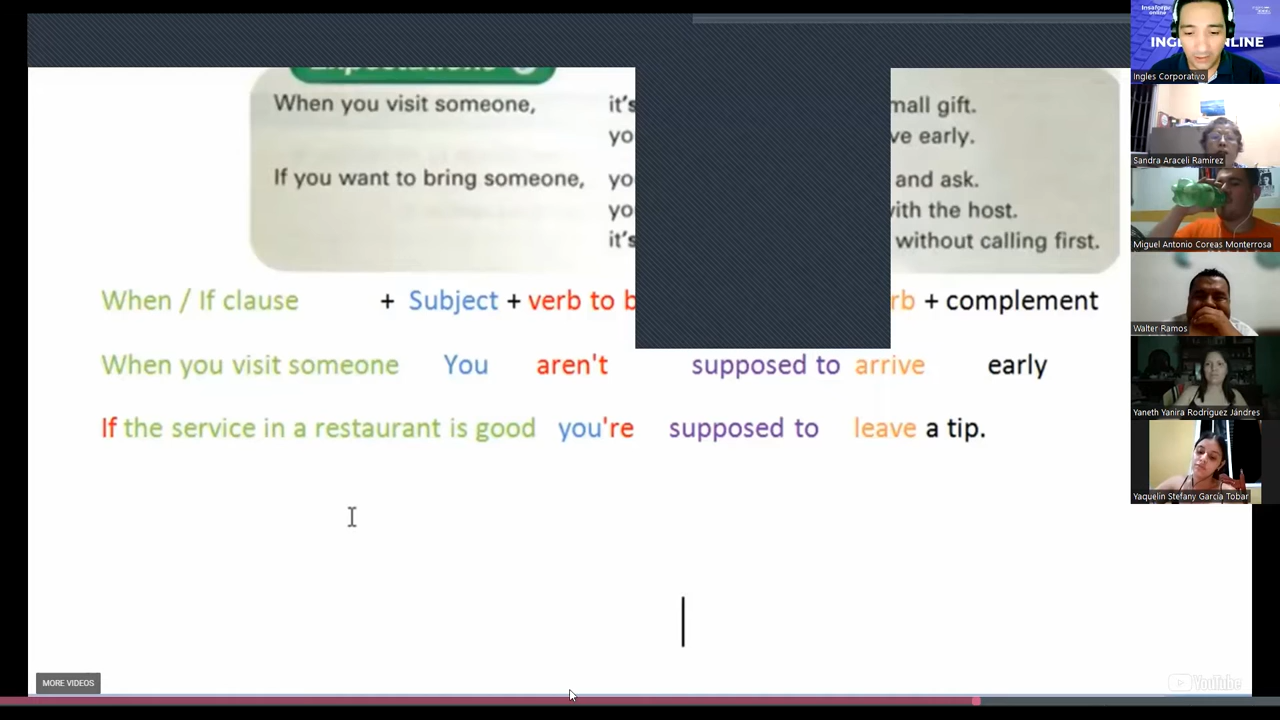 When you visit someone, it's mall gift.
yo ve early.
If you want to bring someone, yo and ask.
yo with the host.
it's without calling first.
When / If clause + Subject + verb to b rb + complement
When you visit someone You aren't supposed to arrive early
If the service in a restaurant is good you're supposed to leave a tip.
MORE VIDEOS
YouTube
Ingles Corporativo
Sandra Araceli Ramirez
Miguel Antonio Coreas Monterrosa
Walter Ramos
Yaneth Yanira Rodriguez Jándres
Yaquelin Stefany García Tobar